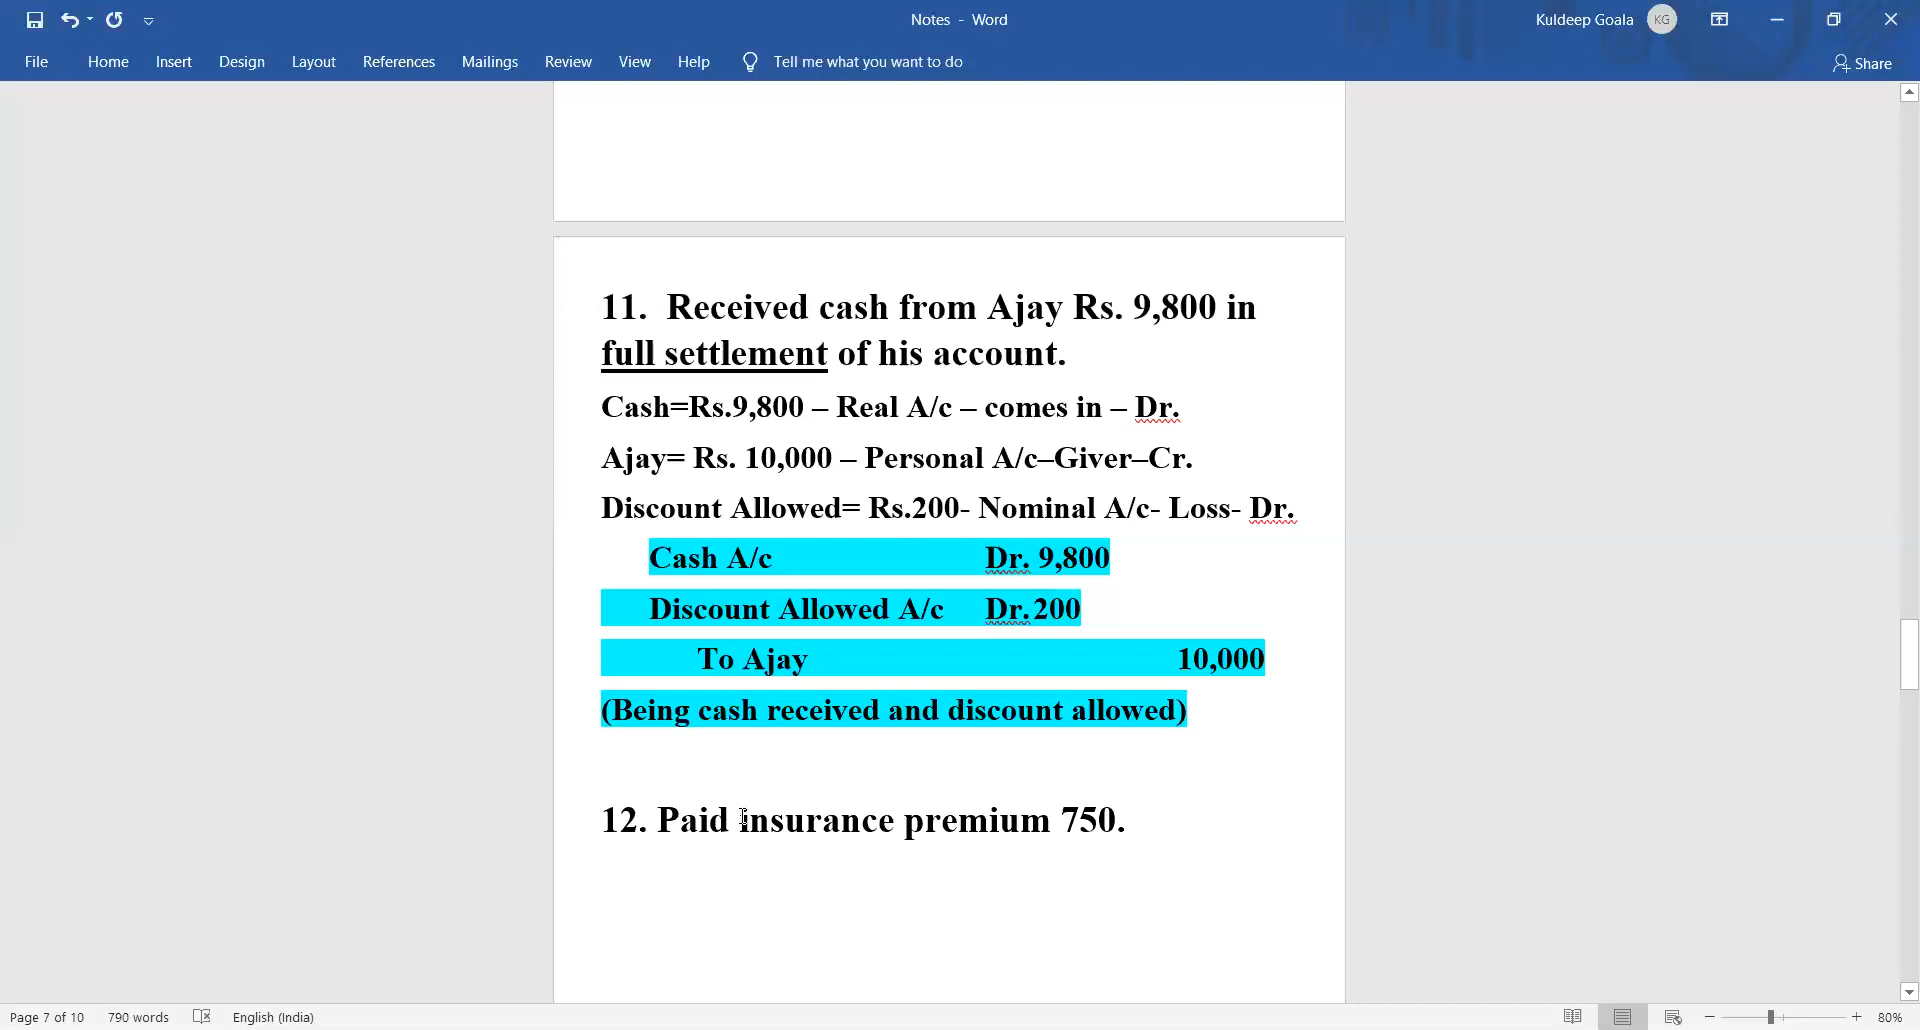 Notes - Word
Kuldeep Goala KG
File Home Insert Design Layout References Mailings Review View Help Tell me what you want to do Share
11. Received cash from Ajay Rs. 9,800 in
full settlement of his account.
Cash=Rs.9,800 – Real A/c – comes in – Dr.
Ajay= Rs. 10,000 – Personal A/c–Giver–Cr.
Discount Allowed= Rs.200- Nominal A/c- Loss- Dr.
Cash A/c Dr. 9,800
Discount Allowed A/c Dr.200
To Ajay 10,000
(Being cash received and discount allowed)
12. Paid insurance premium 750.
Page 7 of 10 790 words English (India) 80%